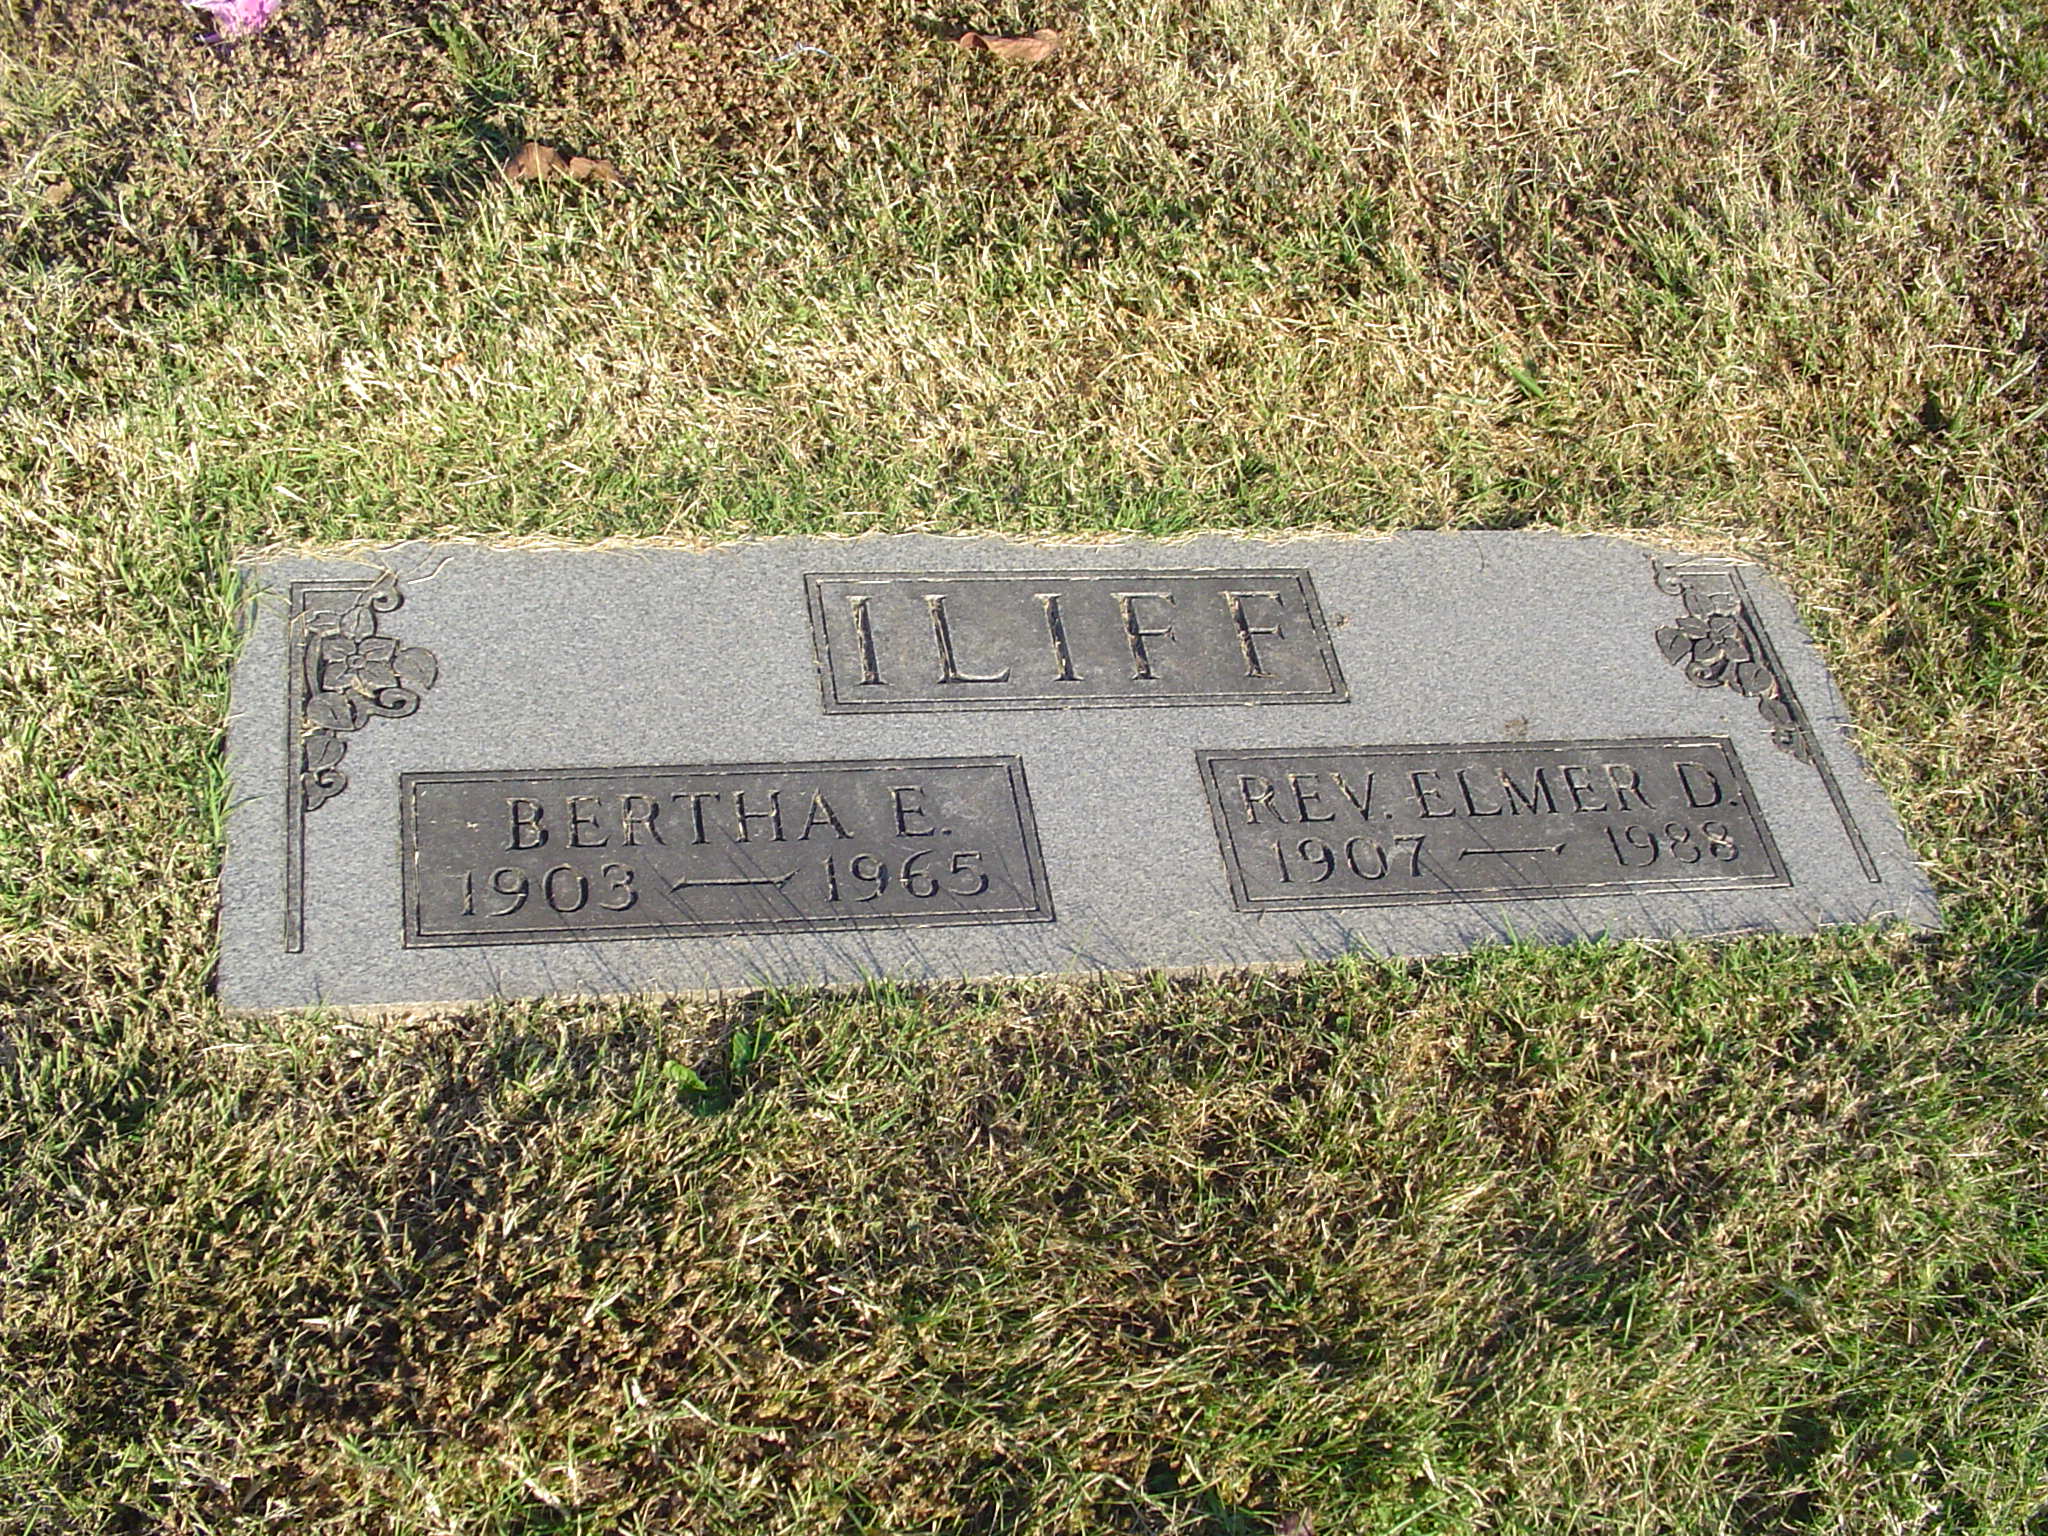 ILIFF
BERTHA E.
1903 — 1965
REV. ELMER D.
1907 — 1988